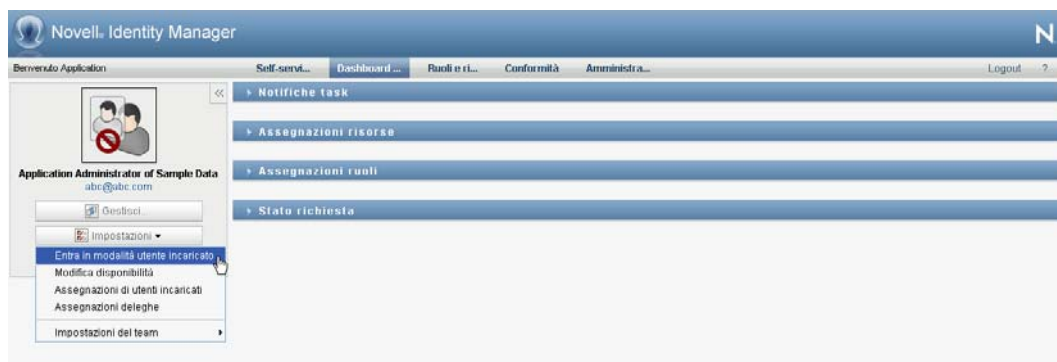 Novell® Identity Manager
N
Benvenuto Application
Self-servi... Dashboard ... Ruoli e ri... Conformità Amministra... Logout ?
Notifiche task
Assegnazioni risorse
Application Administrator of Sample Data
abc@abc.com
Assegnazioni ruoli
Gestisci...
Stato richiesta
Impostazioni
Entra in modalità utente incaricato
Modifica disponibilità
Assegnazioni di utenti incaricati
Assegnazioni deleghe
Impostazioni del team